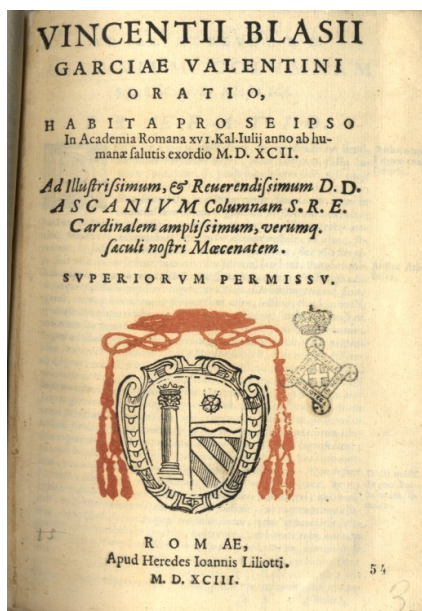 VINCENTII BLASII
GARCIAE VALENTINI
ORATIO,
HABITA PRO SE IPSO
In Academia Romana XVI.Kal.Iulij anno ab hu-
manæ ſalutis exordio M. D. XCII.
Ad Illuſtriſsimum, & Reuerendiſsimum D. D.
ASCANIVM Columnam S. R. E.
Cardinalem ampliſsimum, verumq.
ſæculi noſtri Mœcenatem.
SVPERIORVM PERMISSV.
ROMAE,
Apud Heredes Ioannis Liliotti.
M. D. XCIII.
54